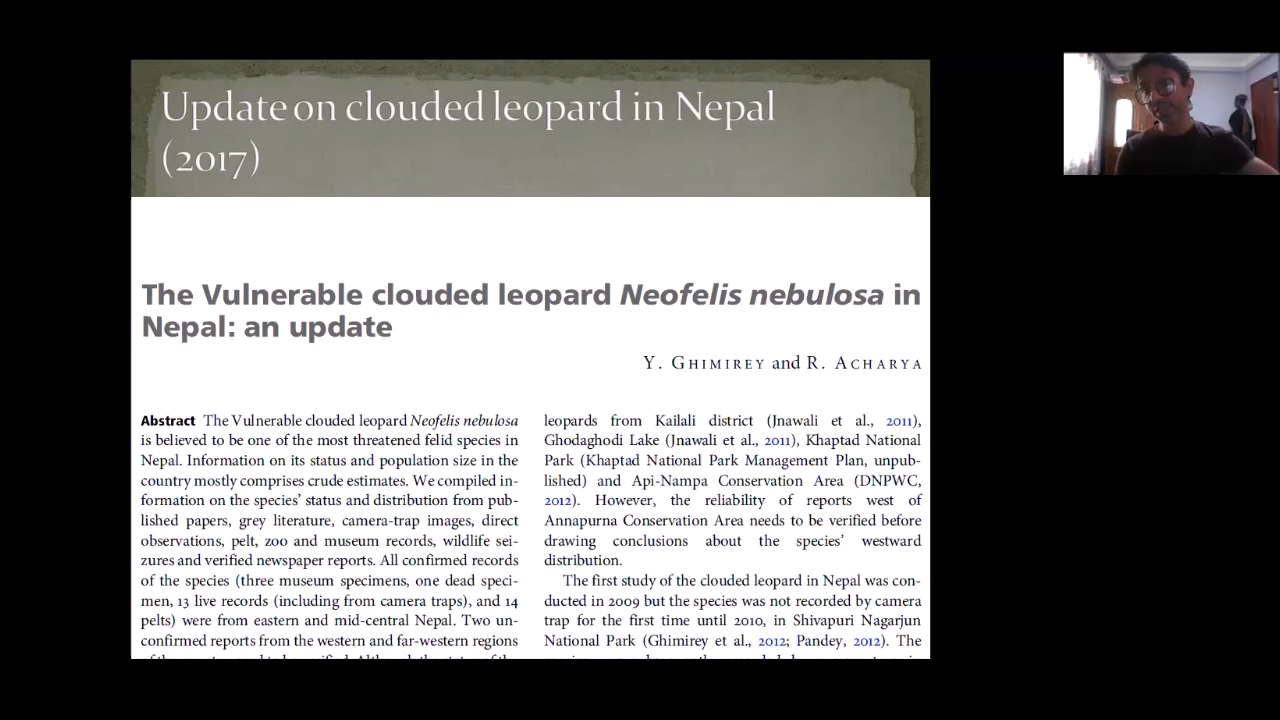 Update on clouded leopard in Nepal
(2017)
The Vulnerable clouded leopard Neofelis nebulosa in
Nepal: an update
Y. GHIMIREY and R. ACHARYA
Abstract The Vulnerable clouded leopard Neofelis nebulosa
is believed to be one of the most threatened felid species in
Nepal. Information on its status and population size in the
country mostly comprises crude estimates. We compiled in-
formation on the species' status and distribution from pub-
lished papers, grey literature, camera-trap images, direct
observations, pelt, zoo and museum records, wildlife sei-
zures and verified newspaper reports. All confirmed records
of the species (three museum specimens, one dead speci-
men, 13 live records (including from camera traps), and 14
pelts) were from eastern and mid-central Nepal. Two un-
confirmed reports from the western and far-western regions
leopards from Kailali district (Jnawali et al., 2011),
Ghodaghodi Lake (Jnawali et al., 2011), Khaptad National
Park (Khaptad National Park Management Plan, unpub-
lished) and Api-Nampa Conservation Area (DNPWC,
2012). However, the reliability of reports west of
Annapurna Conservation Area needs to be verified before
drawing conclusions about the species' westward
distribution.
The first study of the clouded leopard in Nepal was con-
ducted in 2009 but the species was not recorded by camera
trap for the first time until 2010, in Shivapuri Nagarjun
National Park (Ghimirey et al., 2012; Pandey, 2012). The